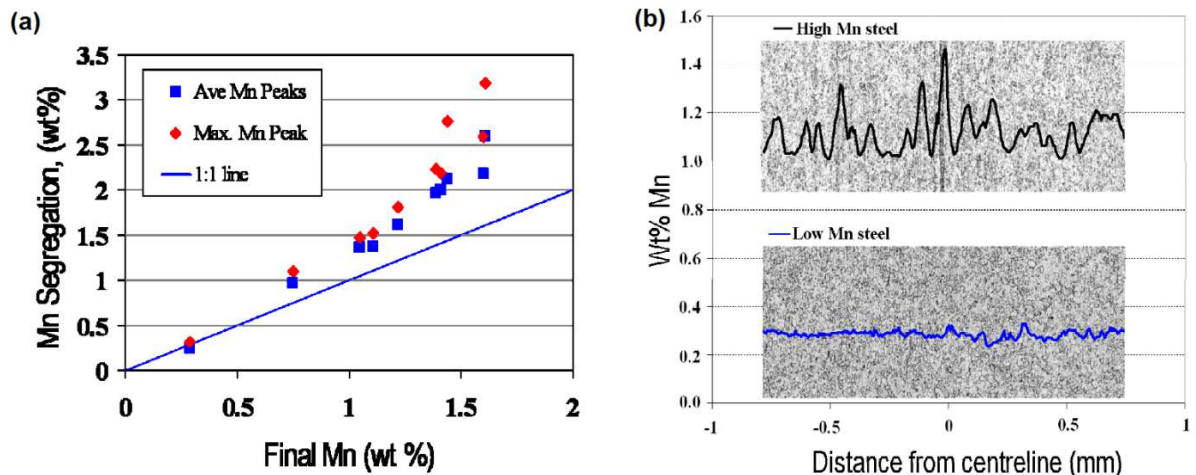 (a)
Mn Segregation, (wt%)
3.5
3
2.5
2
1.5
1
0.5
0
Ave Mn Peaks
Max. Mn Peak
1:1 line
0 0.5 1 1.5 2
Final Mn (wt %)
(b)
Wt% Mn
1.6
1.4
1.2
1.0
0.8
0.6
0.4
0.2
0.0
High Mn steel
Low Mn steel
-1 -0.5 0 0.5 1
Distance from centreline (mm)